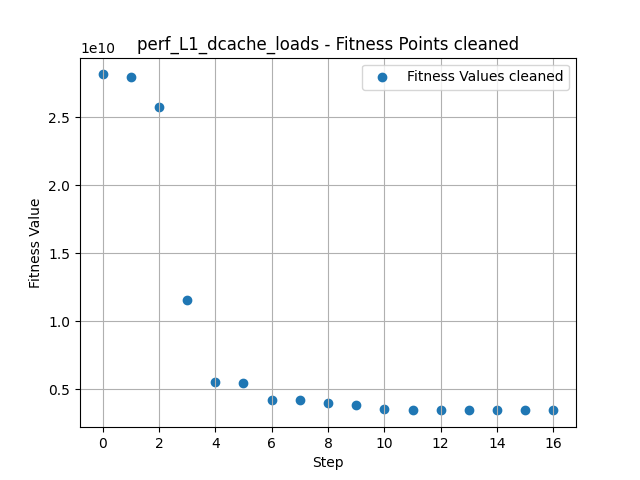 perf_L1_dcache_loads - Fitness Points cleaned
1e10
Fitness Values cleaned
2.5
2.0
1.5
1.0
0.5
Fitness Value
0 2 4 6 8 10 12 14 16
Step